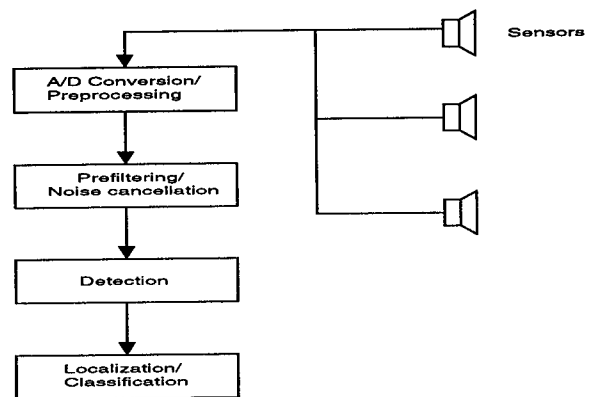 Sensors
A/D Conversion/
Preprocessing
Prefiltering/
Noise cancellation
Detection
Localization/
Classification